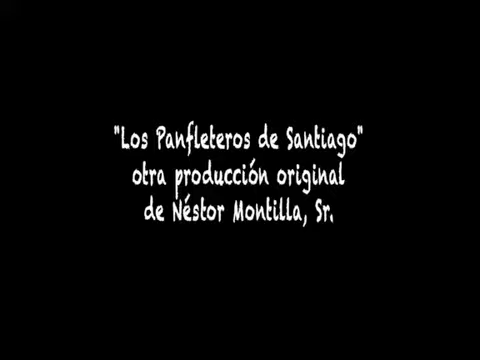 "Los Panfleteros de Santiago"
otra producción original
de Néstor Montilla, Sr.